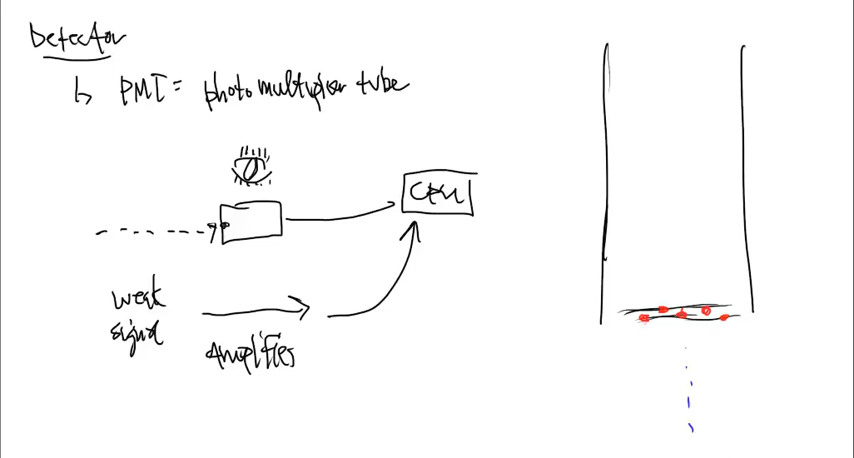 Detector
↳ PMT = photomultiplier tube
CPU
weak
signal
Amplifies